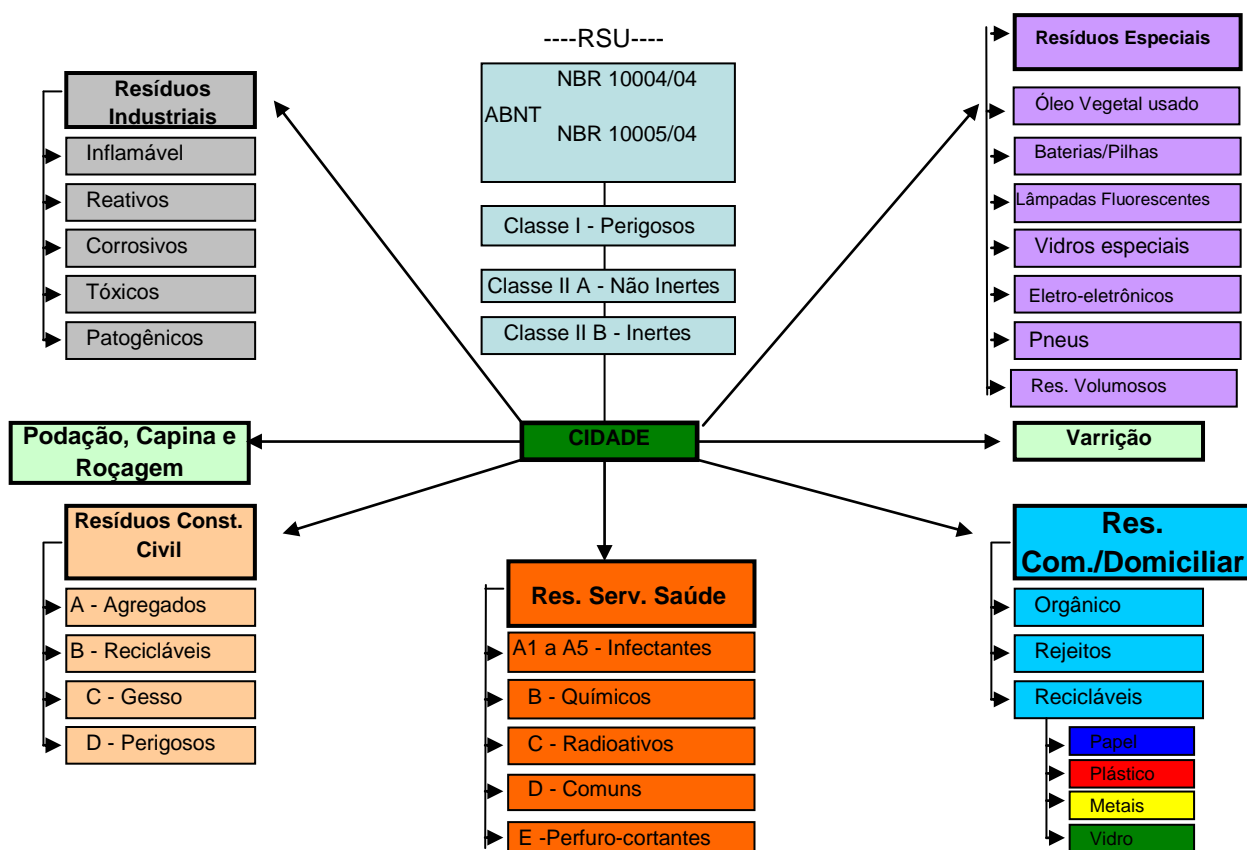 ----RSU----
NBR 10004/04
ABNT
NBR 10005/04
Classe I - Perigosos
Classe II A - Não Inertes
Classe II B - Inertes
Resíduos
Industriais
Inflamável
Reativos
Corrosivos
Tóxicos
Patogênicos
Resíduos Especiais
Óleo Vegetal usado
Baterias/Pilhas
Lâmpadas Fluorescentes
Vidros especiais
Eletro-eletrônicos
Pneus
Res. Volumosos
Podação, Capina e
Roçagem
CIDADE
Varrição
Resíduos Const.
Civil
A - Agregados
B - Recicláveis
C - Gesso
D - Perigosos
Res. Serv. Saúde
A1 a A5 - Infectantes
B - Químicos
C - Radioativos
D - Comuns
E -Perfuro-cortantes
Res.
Com./Domiciliar
Orgânico
Rejeitos
Recicláveis
Papel
Plástico
Metais
Vidro